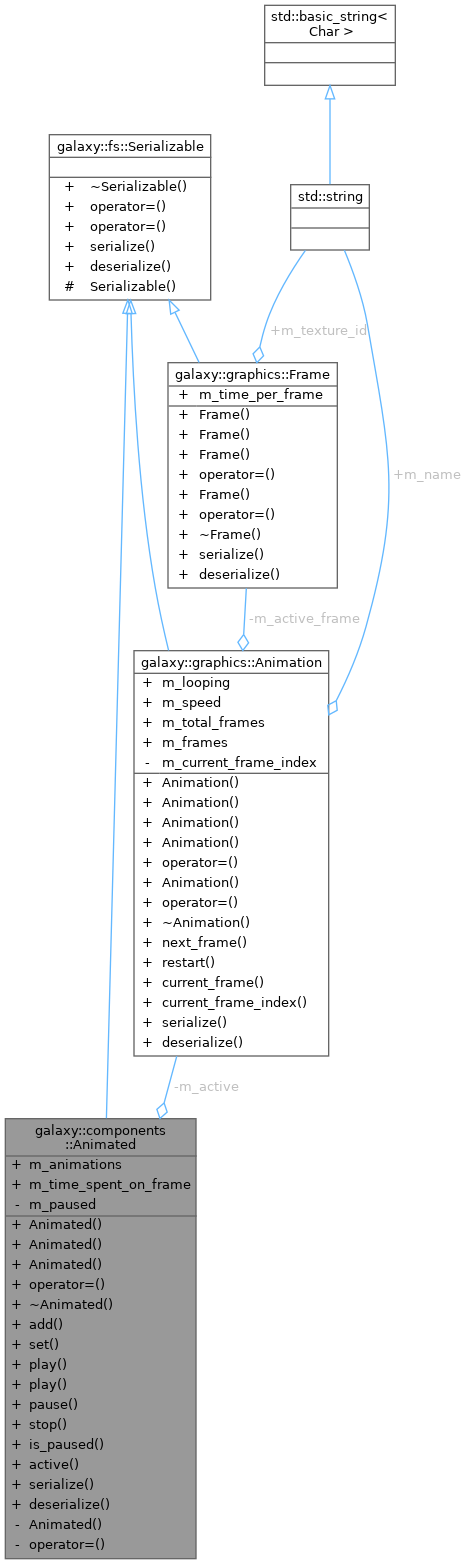 std::basic_string<
Char >
galaxy::fs::Serializable
+ ~Serializable()
+ operator=()
+ operator=()
+ serialize()
+ deserialize()
# Serializable()
std::string
+m_texture_id
galaxy::graphics::Frame
+ m_time_per_frame
+ Frame()
+ Frame()
+ Frame()
+ operator=()
+ Frame()
+ operator=()
+ ~Frame()
+ serialize()
+ deserialize()
+m_name
-m_active_frame
galaxy::graphics::Animation
+ m_looping
+ m_speed
+ m_total_frames
+ m_frames
- m_current_frame_index
+ Animation()
+ Animation()
+ Animation()
+ Animation()
+ operator=()
+ Animation()
+ operator=()
+ ~Animation()
+ next_frame()
+ restart()
+ current_frame()
+ current_frame_index()
+ serialize()
+ deserialize()
-m_active
galaxy::components
::Animated
+ m_animations
+ m_time_spent_on_frame
- m_paused
+ Animated()
+ Animated()
+ Animated()
+ operator=()
+ ~Animated()
+ add()
+ set()
+ play()
+ play()
+ pause()
+ stop()
+ is_paused()
+ active()
+ serialize()
+ deserialize()
- Animated()
- operator=()